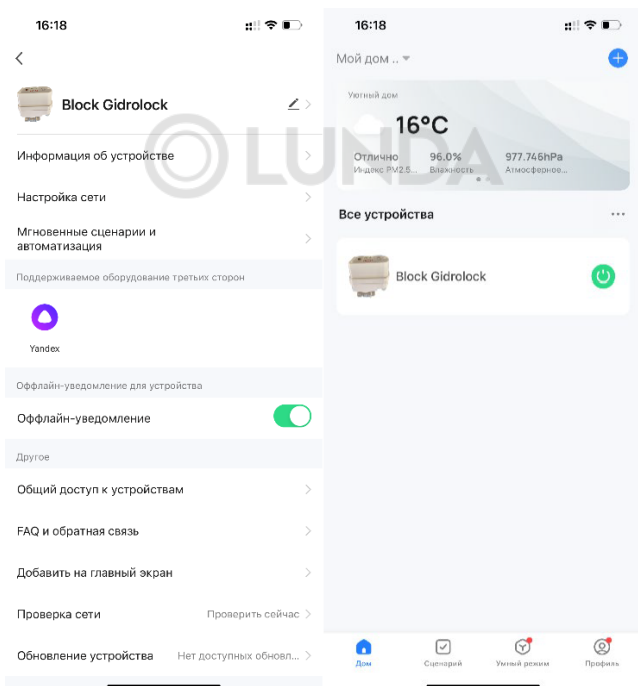 16:18
Block Gidrolock
Информация об устройстве
Настройка сети
Мгновенные сценарии и
автоматизация
Поддерживаемое оборудование третьих сторон
Yandex
Оффлайн-уведомление для устройства
Оффлайн-уведомление
Другое
Общий доступ к устройствам
FAQ и обратная связь
Добавить на главный экран
Проверка сети Проверить сейчас
Обновление устройства Нет доступных обновл...
16:18
Мой дом ..
Уютный дом
16°C
Отлично 96.0% 977.746hPa
Индекс PM2.5... Влажность Атмосферное...
Все устройства
Block Gidrolock
Дом Сценарий Умный режим Профиль
LUNDA